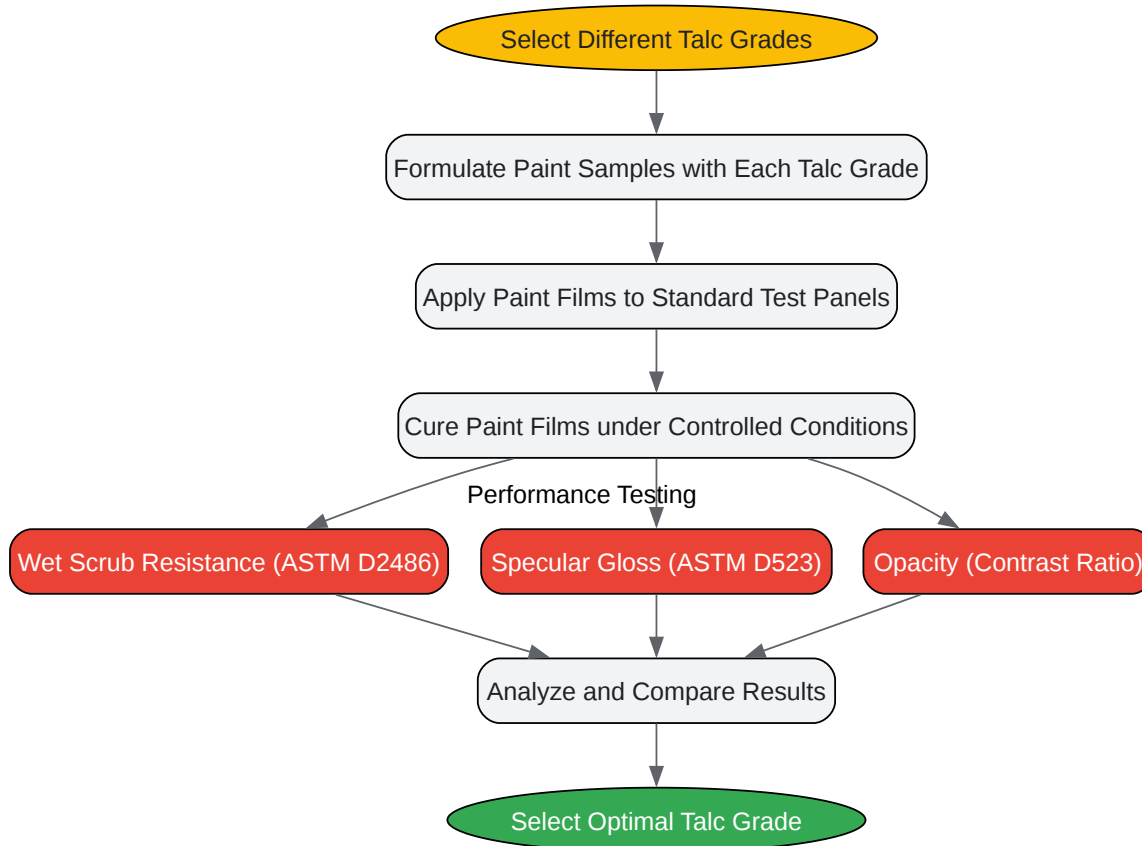 Select Different Talc Grades
Formulate Paint Samples with Each Talc Grade
Apply Paint Films to Standard Test Panels
Cure Paint Films under Controlled Conditions
Performance Testing
Wet Scrub Resistance (ASTM D2486)
Specular Gloss (ASTM D523)
Opacity (Contrast Ratio)
Analyze and Compare Results
Select Optimal Talc Grade